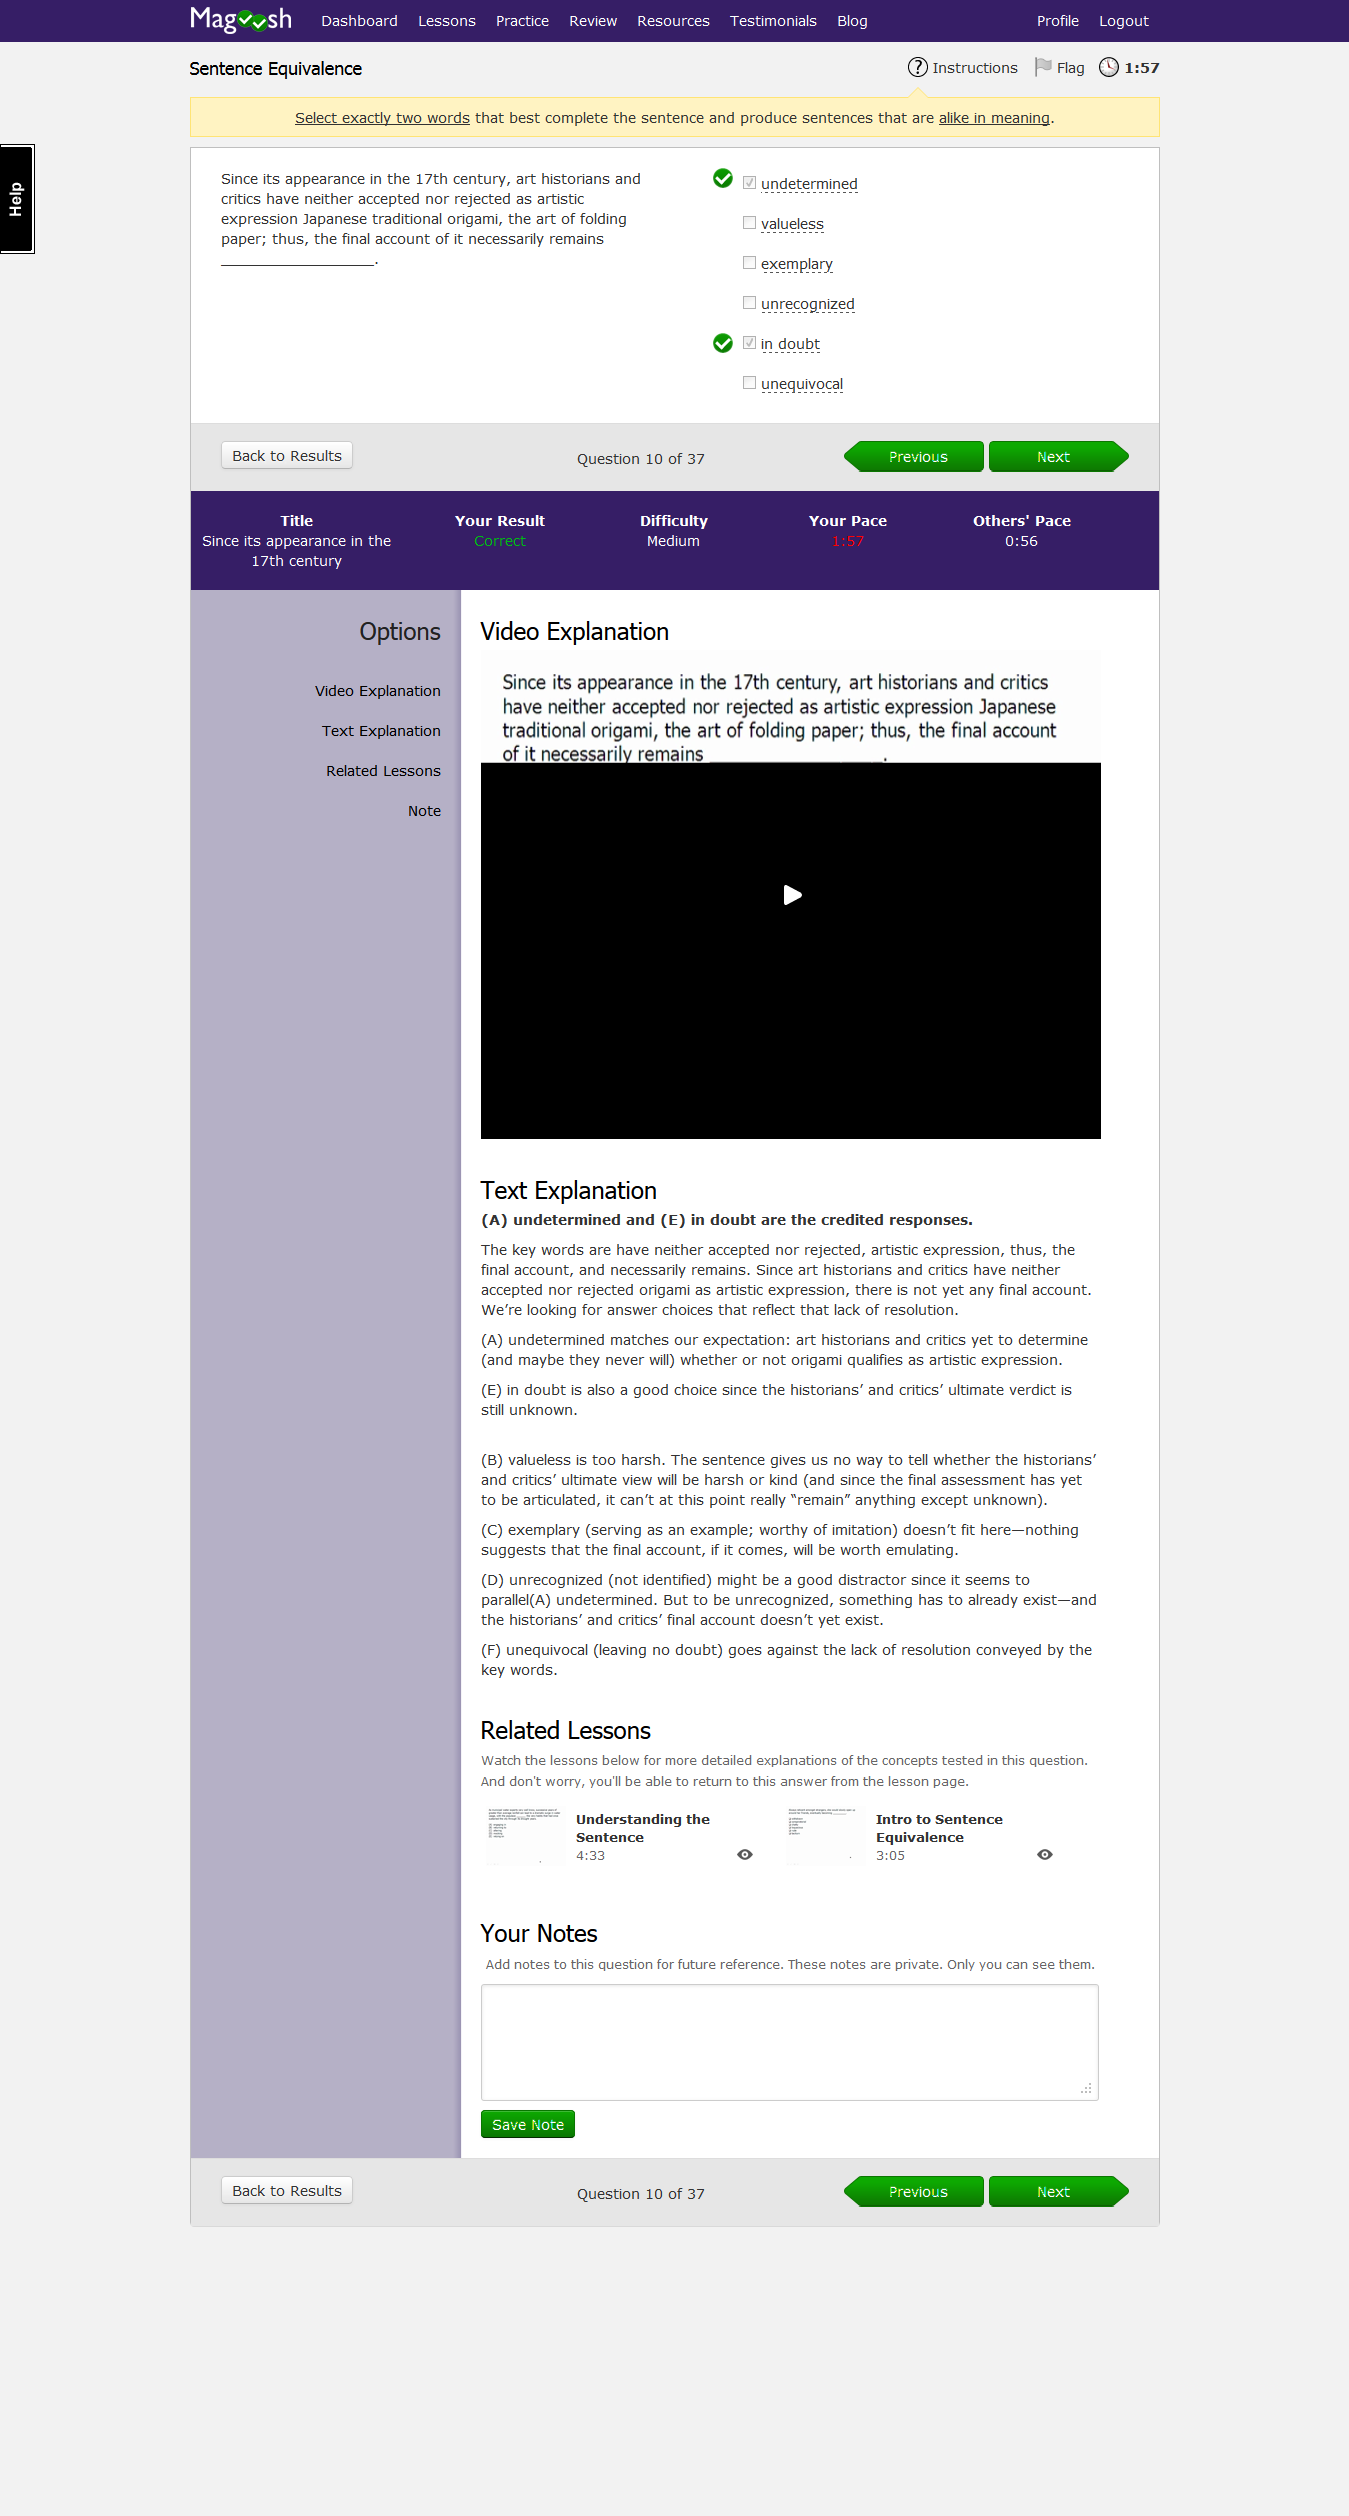 Magoosh Dashboard Lessons Practice Review Resources Testimonials Blog Profile Logout
Sentence Equivalence
Instructions Flag 1:57
Select exactly two words that best complete the sentence and produce sentences that are alike in meaning.
Help
Since its appearance in the 17th century, art historians and
critics have neither accepted nor rejected as artistic
expression Japanese traditional origami, the art of folding
paper; thus, the final account of it necessarily remains
__________________.
undetermined
valueless
exemplary
unrecognized
in doubt
unequivocal
Back to Results Question 10 of 37 Previous Next
Title Your Result Difficulty Your Pace Others' Pace
Since its appearance in the Correct Medium 1:57 0:56
17th century
Options
Video Explanation
Text Explanation
Related Lessons
Note
Video Explanation
Since its appearance in the 17th century, art historians and critics
have neither accepted nor rejected as artistic expression Japanese
traditional origami, the art of folding paper; thus, the final account
of it necessarily remains __________________.
Text Explanation
(A) undetermined and (E) in doubt are the credited responses.
The key words are have neither accepted nor rejected, artistic expression, thus, the
final account, and necessarily remains. Since art historians and critics have neither
accepted nor rejected origami as artistic expression, there is not yet any final account.
We’re looking for answer choices that reflect that lack of resolution.
(A) undetermined matches our expectation: art historians and critics yet to determine
(and maybe they never will) whether or not origami qualifies as artistic expression.
(E) in doubt is also a good choice since the historians’ and critics’ ultimate verdict is
still unknown.
(B) valueless is too harsh. The sentence gives us no way to tell whether the historians’
and critics’ ultimate view will be harsh or kind (and since the final assessment has yet
to be articulated, it can’t at this point really “remain” anything except unknown).
(C) exemplary (serving as an example; worthy of imitation) doesn’t fit here—nothing
suggests that the final account, if it comes, will be worth emulating.
(D) unrecognized (not identified) might be a good distractor since it seems to
parallel(A) undetermined. But to be unrecognized, something has to already exist—and
the historians’ and critics’ final account doesn’t yet exist.
(F) unequivocal (leaving no doubt) goes against the lack of resolution conveyed by the
key words.
Related Lessons
Watch the lessons below for more detailed explanations of the concepts tested in this question.
And don't worry, you'll be able to return to this answer from the lesson page.
Understanding the
Sentence
4:33
Intro to Sentence
Equivalence
3:05
Your Notes
Add notes to this question for future reference. These notes are private. Only you can see them.
Save Note
Back to Results Question 10 of 37 Previous Next